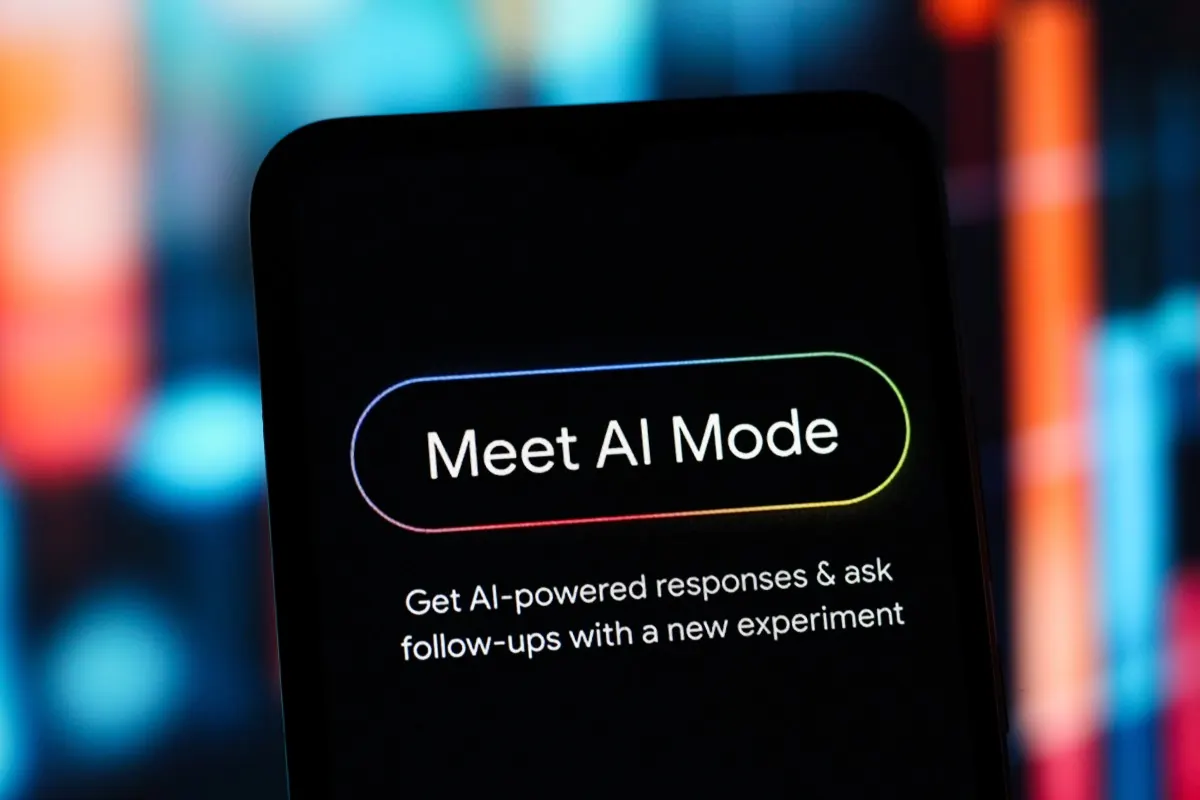 Meet AI Mode
Get AI-powered responses & ask
follow-ups with a new experiment